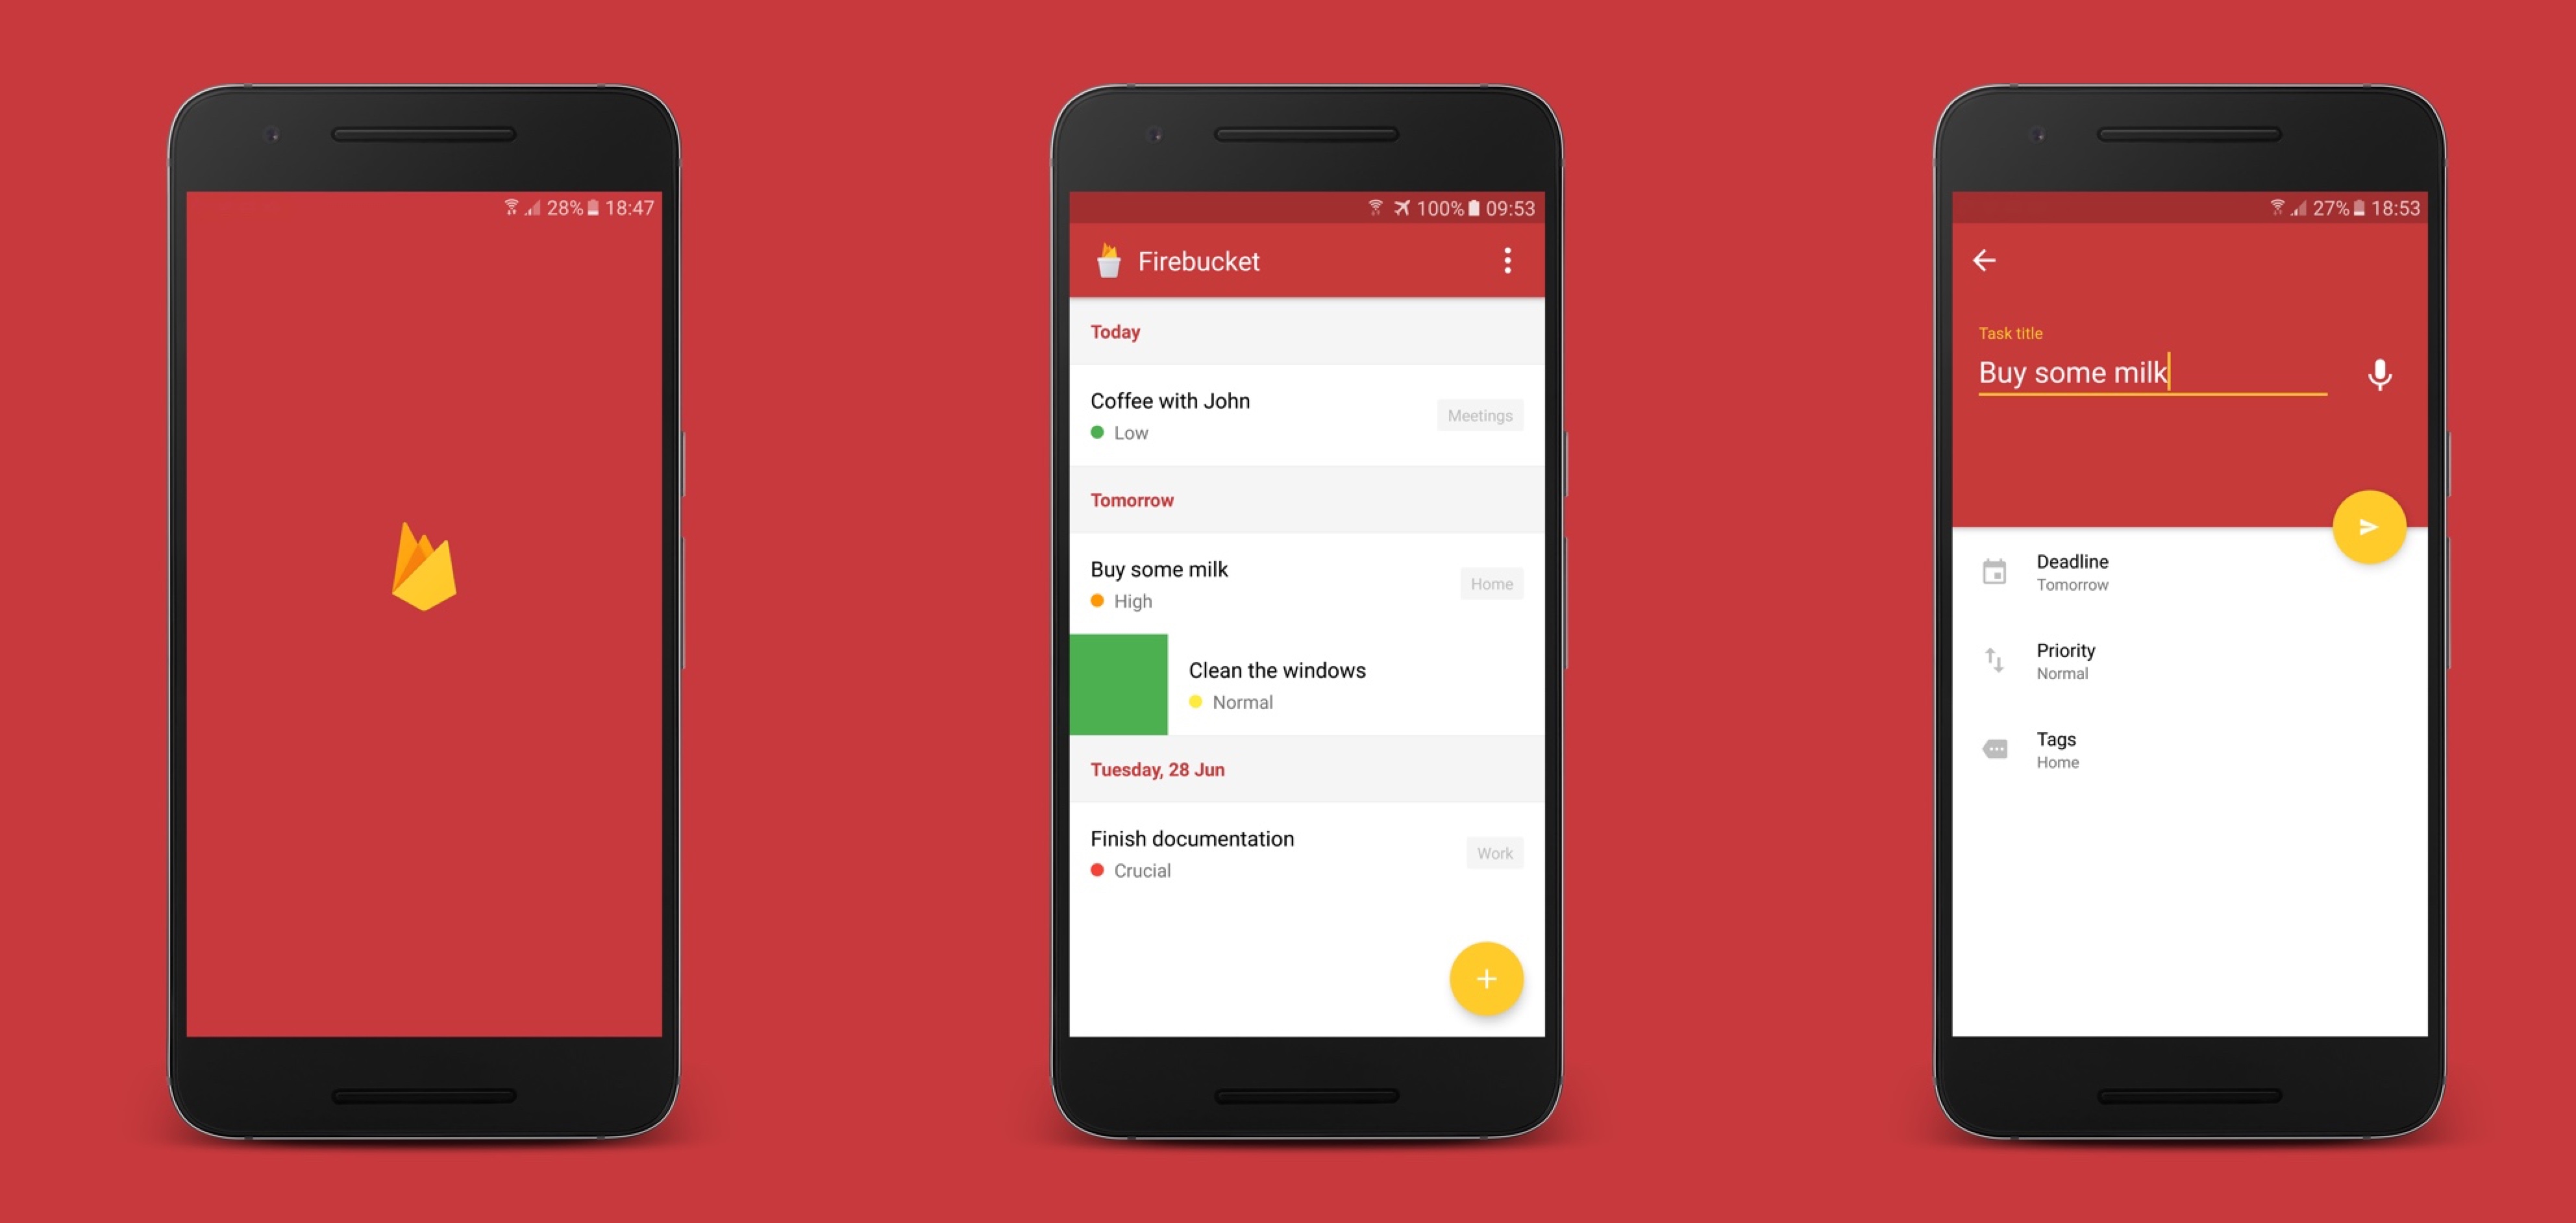 28% 18:47
100% 09:53
Firebucket
Today
Coffee with John
Meetings
Low
Tomorrow
Buy some milk
Home
High
Clean the windows
Normal
Tuesday, 28 Jun
Finish documentation
Work
Crucial
+
27% 18:53
Task title
Buy some milk
Deadline
Tomorrow
Priority
Normal
Tags
Home